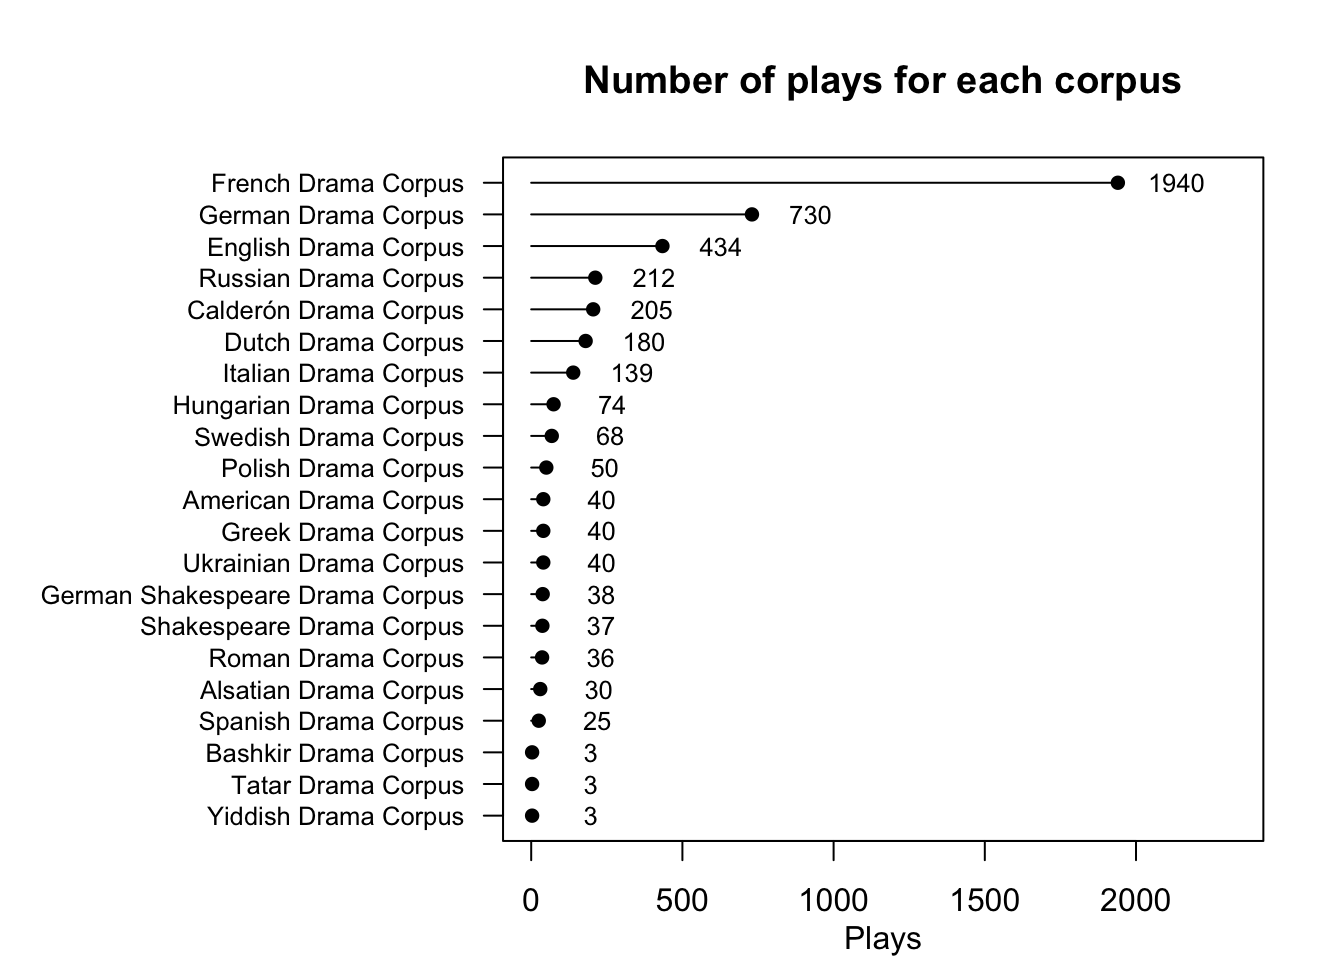 Number of plays for each corpus
French Drama Corpus 1940
German Drama Corpus 730
English Drama Corpus 434
Russian Drama Corpus 212
Calderón Drama Corpus 205
Dutch Drama Corpus 180
Italian Drama Corpus 139
Hungarian Drama Corpus 74
Swedish Drama Corpus 68
Polish Drama Corpus 50
American Drama Corpus 40
Greek Drama Corpus 40
Ukrainian Drama Corpus 40
German Shakespeare Drama Corpus 38
Shakespeare Drama Corpus 37
Roman Drama Corpus 36
Alsatian Drama Corpus 30
Spanish Drama Corpus 25
Bashkir Drama Corpus 3
Tatar Drama Corpus 3
Yiddish Drama Corpus 3
0 500 1000 1500 2000
Plays